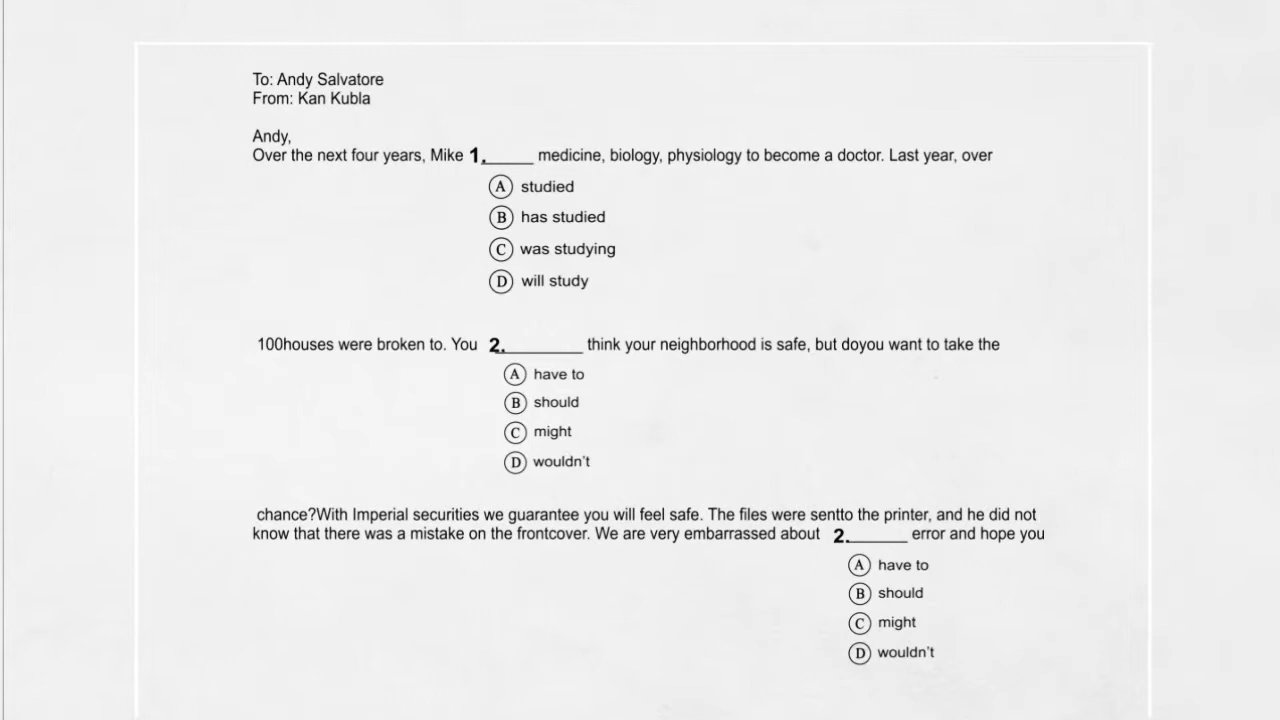 To: Andy Salvatore
From: Kan Kubla
Andy,
Over the next four years, Mike 1._____ medicine, biology, physiology to become a doctor. Last year, over
A studied
B has studied
C was studying
D will study
100houses were broken to. You 2.________ think your neighborhood is safe, but doyou want to take the
A have to
B should
C might
D wouldn't
chance?With Imperial securities we guarantee you will feel safe. The files were sentto the printer, and he did not
know that there was a mistake on the frontcover. We are very embarrassed about 2.______ error and hope you
A have to
B should
C might
D wouldn't